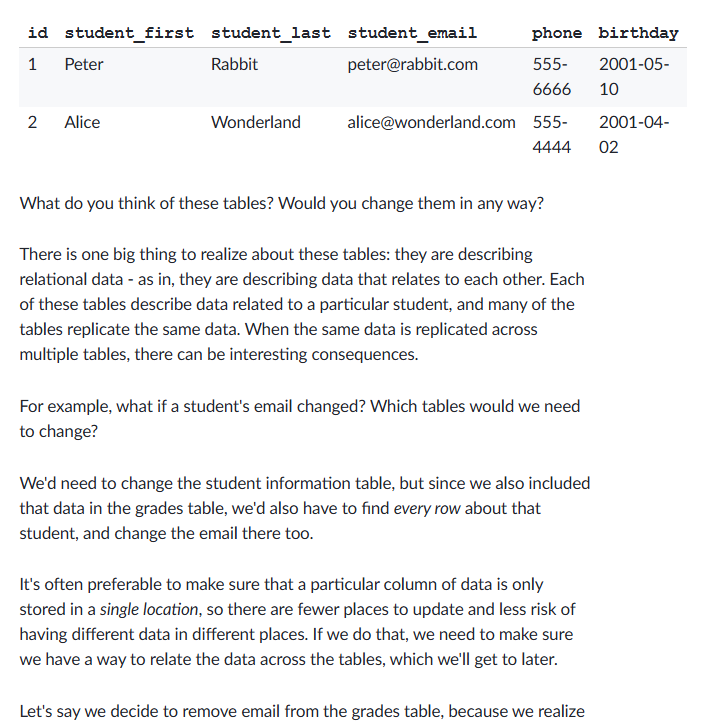 id student_first student_last student_email phone birthday
1 Peter Rabbit peter@rabbit.com 555- 2001-05-
6666 10
2 Alice Wonderland alice@wonderland.com 555- 2001-04-
4444 02
What do you think of these tables? Would you change them in any way?
There is one big thing to realize about these tables: they are describing
relational data - as in, they are describing data that relates to each other. Each
of these tables describe data related to a particular student, and many of the
tables replicate the same data. When the same data is replicated across
multiple tables, there can be interesting consequences.
For example, what if a student's email changed? Which tables would we need
to change?
We'd need to change the student information table, but since we also included
that data in the grades table, we'd also have to find every row about that
student, and change the email there too.
It's often preferable to make sure that a particular column of data is only
stored in a single location, so there are fewer places to update and less risk of
having different data in different places. If we do that, we need to make sure
we have a way to relate the data across the tables, which we'll get to later.
Let's say we decide to remove email from the grades table, because we realize